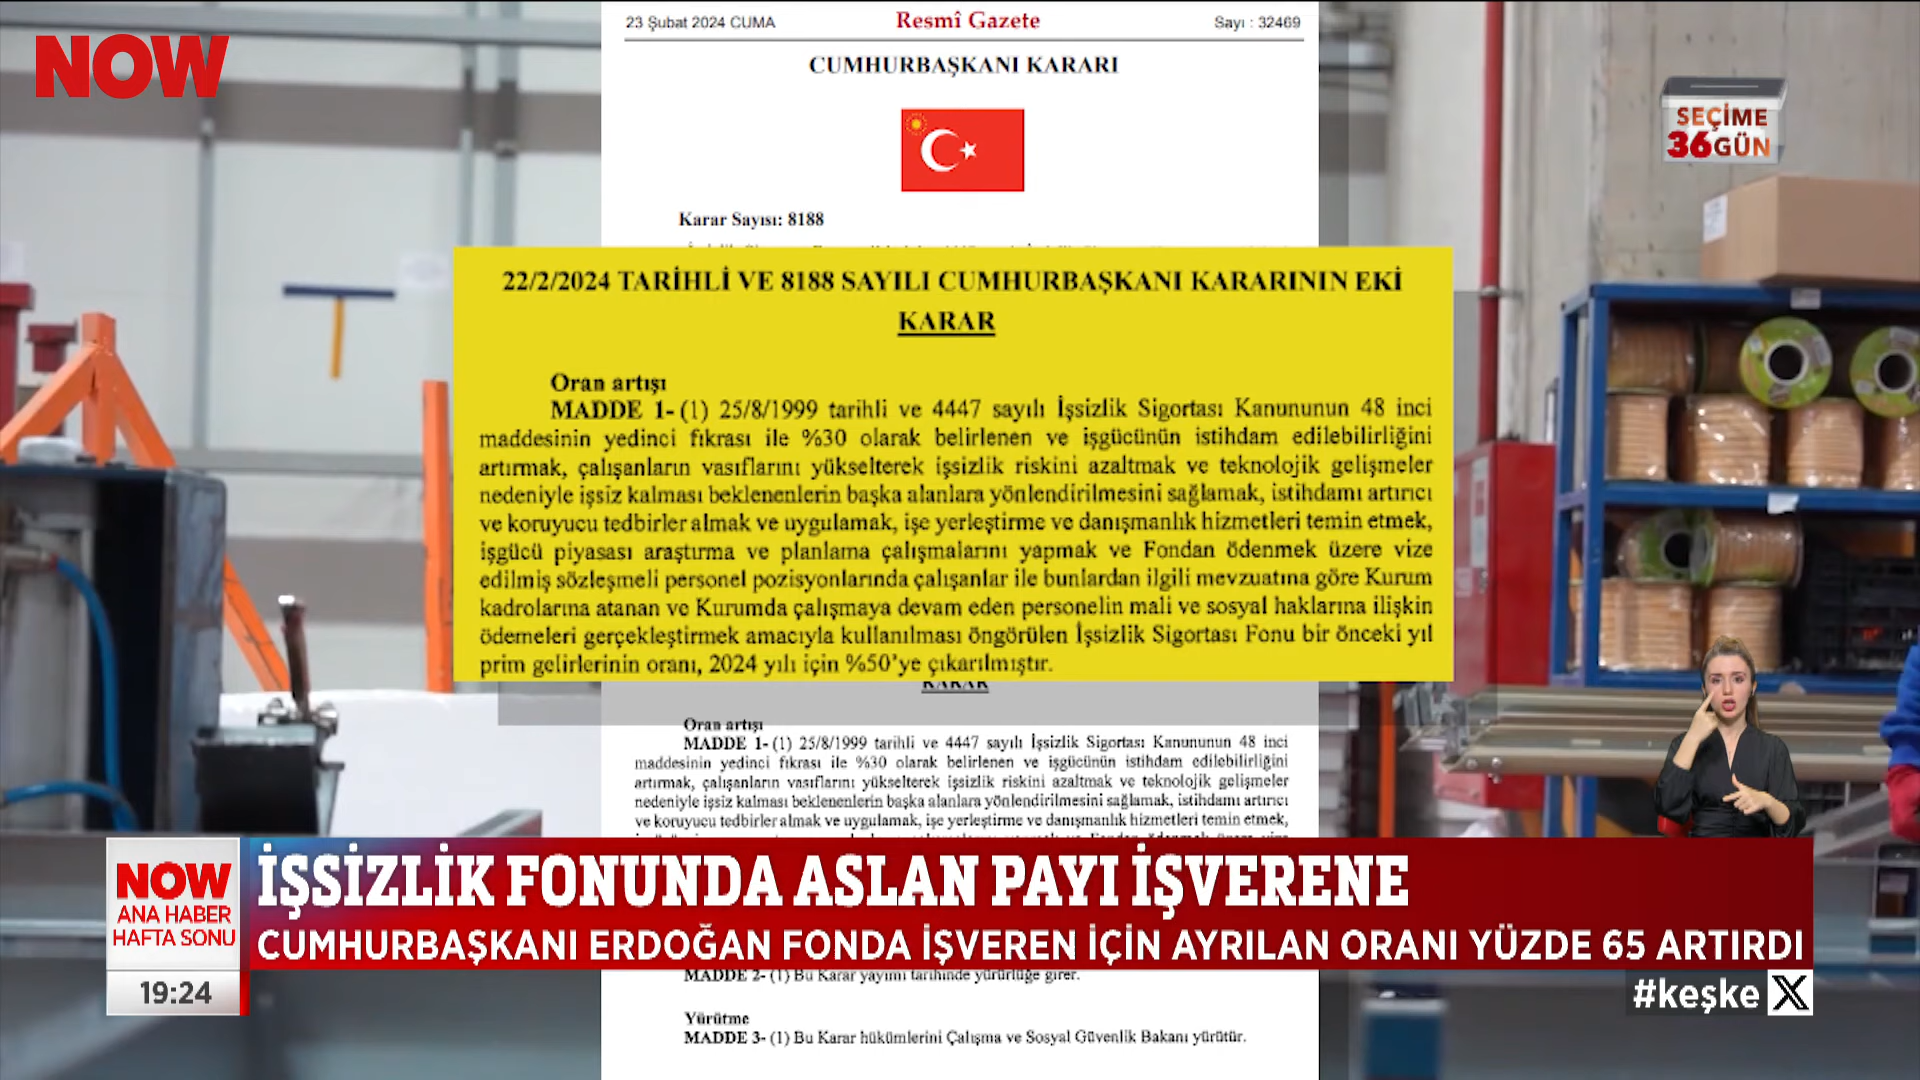 23 Şubat 2024 CUMA
Resmî Gazete
Sayı : 32469
CUMHURBAŞKANI KARARI
NOW
SEÇİME
36 GÜN
Karar Sayısı: 8188
22/2/2024 TARİHLİ VE 8188 SAYILI CUMHURBAŞKANI KARARININ EKİ
KARAR
Oran artışı
MADDE 1- (1) 25/8/1999 tarihli ve 4447 sayılı İşsizlik Sigortası Kanununun 48 inci
maddesinin yedinci fıkrası ile %30 olarak belirlenen ve işgücünün istihdam edilebilirliğini
artırmak, çalışanların vasıflarını yükselterek işsizlik riskini azaltmak ve teknolojik gelişmeler
nedeniyle işsiz kalması beklenenlerin başka alanlara yönlendirilmesini sağlamak, istihdamı artırıcı
ve koruyucu tedbirler almak ve uygulamak, işe yerleştirme ve danışmanlık hizmetleri temin etmek,
işgücü piyasası araştırma ve planlama çalışmalarını yapmak ve Fondan ödenmek üzere vize
edilmiş sözleşmeli personel pozisyonlarında çalışanlar ile bunlardan ilgili mevzuatına göre Kurum
kadrolarına atanan ve Kurumda çalışmaya devam eden personelin mali ve sosyal haklarına ilişkin
ödemeleri gerçekleştirmek amacıyla kullanılması öngörülen İşsizlik Sigortası Fonu bir önceki yıl
prim gelirlerinin oranı, 2024 yılı için %50'ye çıkarılmıştır.
KARAR
Oran artışı
MADDE 1- (1) 25/8/1999 tarihli ve 4447 sayılı İşsizlik Sigortası Kanununun 48 inci
maddesinin yedinci fıkrası ile %30 olarak belirlenen ve işgücünün istihdam edilebilirliğini
artırmak, çalışanların vasıflarını yükselterek işsizlik riskini azaltmak ve teknolojik gelişmeler
nedeniyle işsiz kalması beklenenlerin başka alanlara yönlendirilmesini sağlamak, istihdamı artırıcı
ve koruyucu tedbirler almak ve uygulamak, işe yerleştirme ve danışmanlık hizmetleri temin etmek,
NOW
ANA HABER
HAFTA SONU
19:24
İŞSİZLİK FONUNDA ASLAN PAYI İŞVERENE
CUMHURBAŞKANI ERDOĞAN FONDA İŞVEREN İÇİN AYRILAN ORANI YÜZDE 65 ARTIRDI
#keşke X
MADDE 2- (1) Bu Karar yayımı tarihinde yürürlüğe girer.
Yürütme
MADDE 3- (1) Bu Karar hükümlerini Çalışma ve Sosyal Güvenlik Bakanı yürütür.